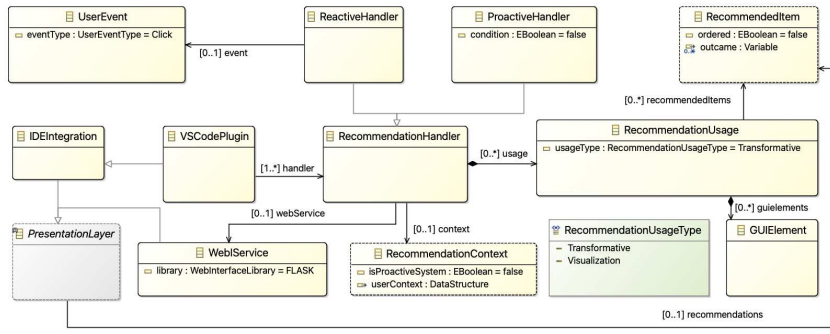 UserEvent
eventType : UserEventType = Click
ReactiveHandler
ProactiveHandler
condition : EBoolean = false
RecommendedItem
ordered : EBoolean = false
outcame : Variable
[0..1] event
[0..*] recommendedItems
IDEIntegration
VSCodePlugin
RecommendationHandler
RecommendationUsage
usageType : RecommendationUsageType = Transformative
[1..*] handler
[0..*] usage
[0..1] webService
[0..1] context
[0..*] guielements
PresentationLayer
WebIService
library : WebInterfaceLibrary = FLASK
RecommendationContext
isProactiveSystem : EBoolean = false
userContext : DataStructure
RecommendationUsageType
Transformative
Visualization
GUIElement
[0..1] recommendations